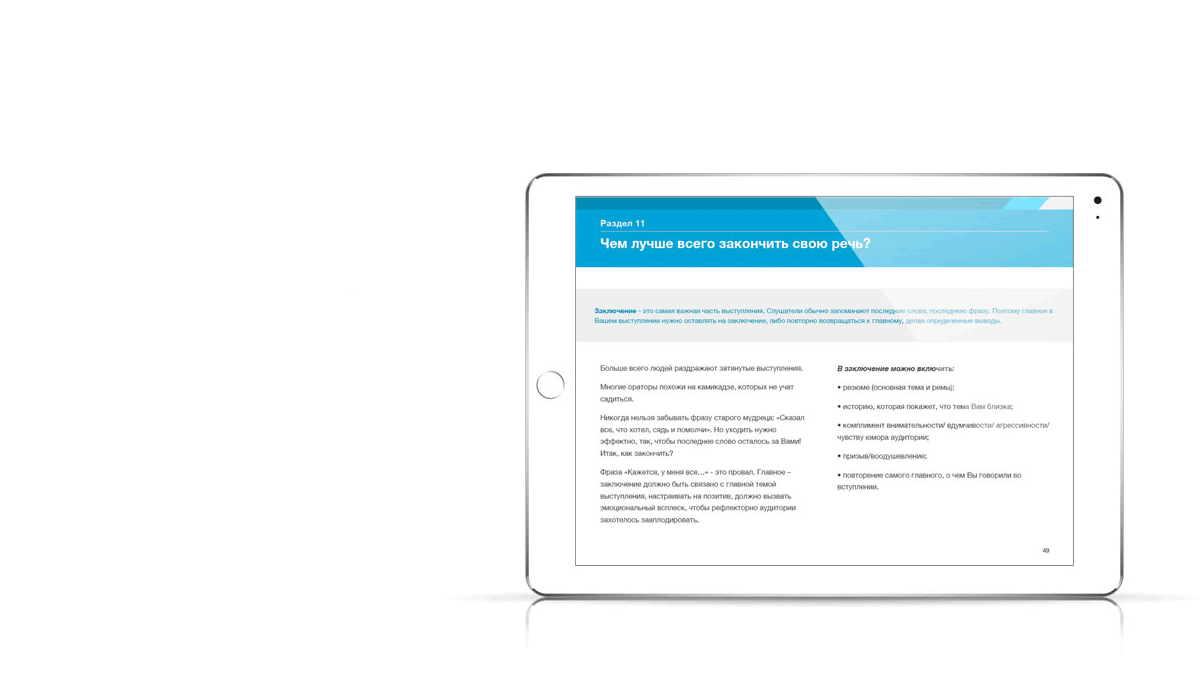 Раздел 11
Чем лучше всего закончить свою речь?
Заключение - это самая важная часть выступления. Слушатели обычно запоминают последние слова, последнюю фразу. Поэтому главное в
Вашем выступлении нужно оставлять на заключение, либо повторно возвращаться к главному, делая определенные выводы.
Больше всего людей раздражают затянутые выступления.
Многие ораторы похожи на камикадзе, которых не учат
садиться.
Никогда нельзя забывать фразу старого мудреца: «Сказал
все, что хотел, сядь и помолчи». Но уходить нужно
эффектно, так, чтобы последнее слово осталось за Вами!
Итак, как закончить?
Фраза «Кажется, у меня все…» - это провал. Главное –
заключение должно быть связано с главной темой
выступления, настраивать на позитив, должно вызвать
эмоциональный всплеск, чтобы рефлекторно аудитории
захотелось зааплодировать.
В заключение можно включить:
• резюме (основная тема и ремы);
• историю, которая покажет, что тема Вам близка;
• комплимент внимательности/ вдумчивости/ агрессивности/
чувству юмора аудитории;
• призыв/воодушевление;
• повторение самого главного, о чем Вы говорили во
вступлении.
49